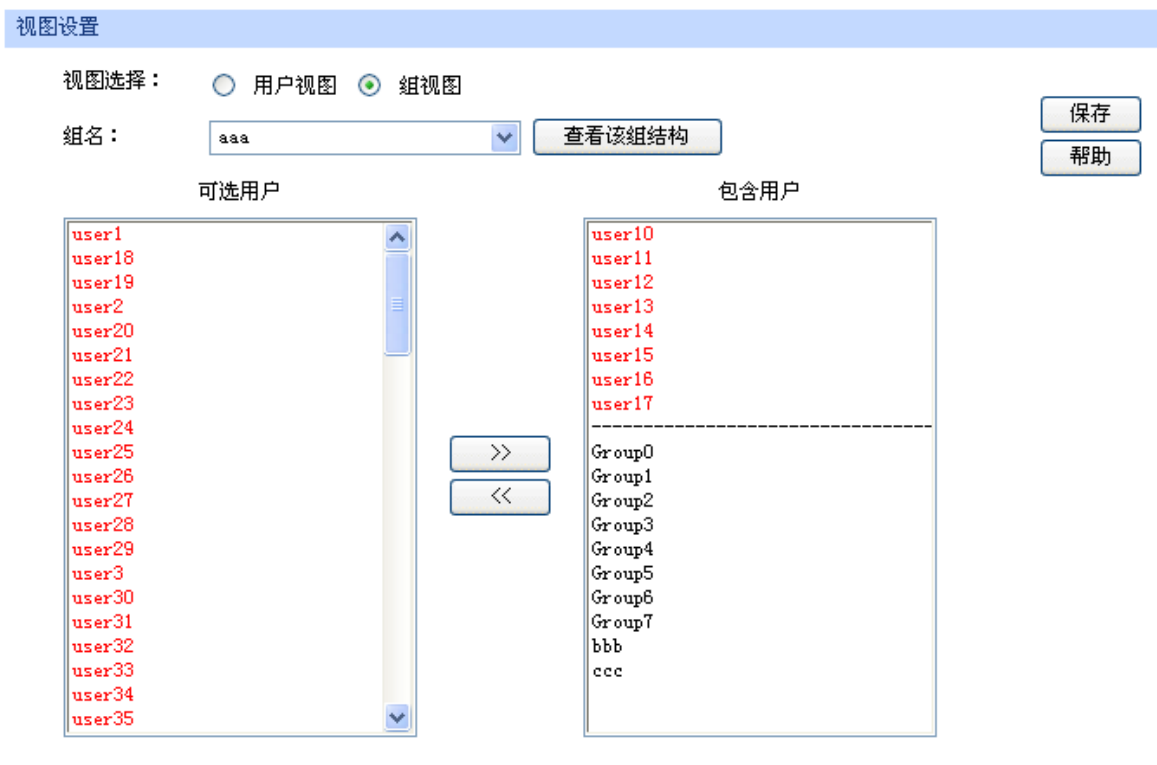 视图设置
视图选择： 用户视图 组视图
组名： aaa 查看该组结构
保存
帮助
可选用户
包含用户
user1
user18
user19
user2
user20
user21
user22
user23
user24
user25
user26
user27
user28
user29
user3
user30
user31
user32
user33
user34
user35
>>
<<
user10
user11
user12
user13
user14
user15
user16
user17
---------------------------------
Group0
Group1
Group2
Group3
Group4
Group5
Group6
Group7
bbb
ccc